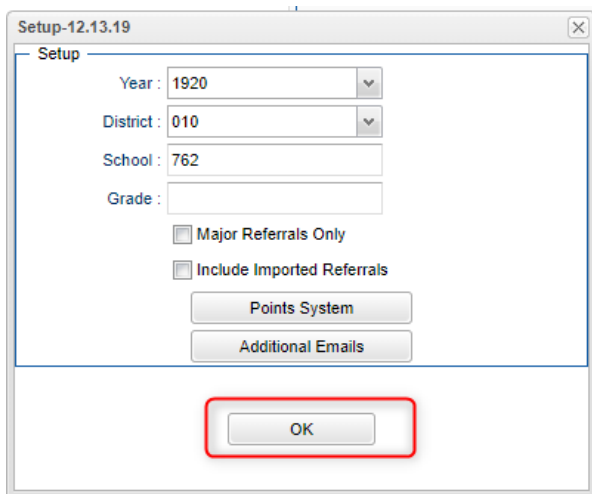 Setup-12.13.19
Setup
Year : 1920
District : 010
School : 762
Grade :
Major Referrals Only
Include Imported Referrals
Points System
Additional Emails
OK